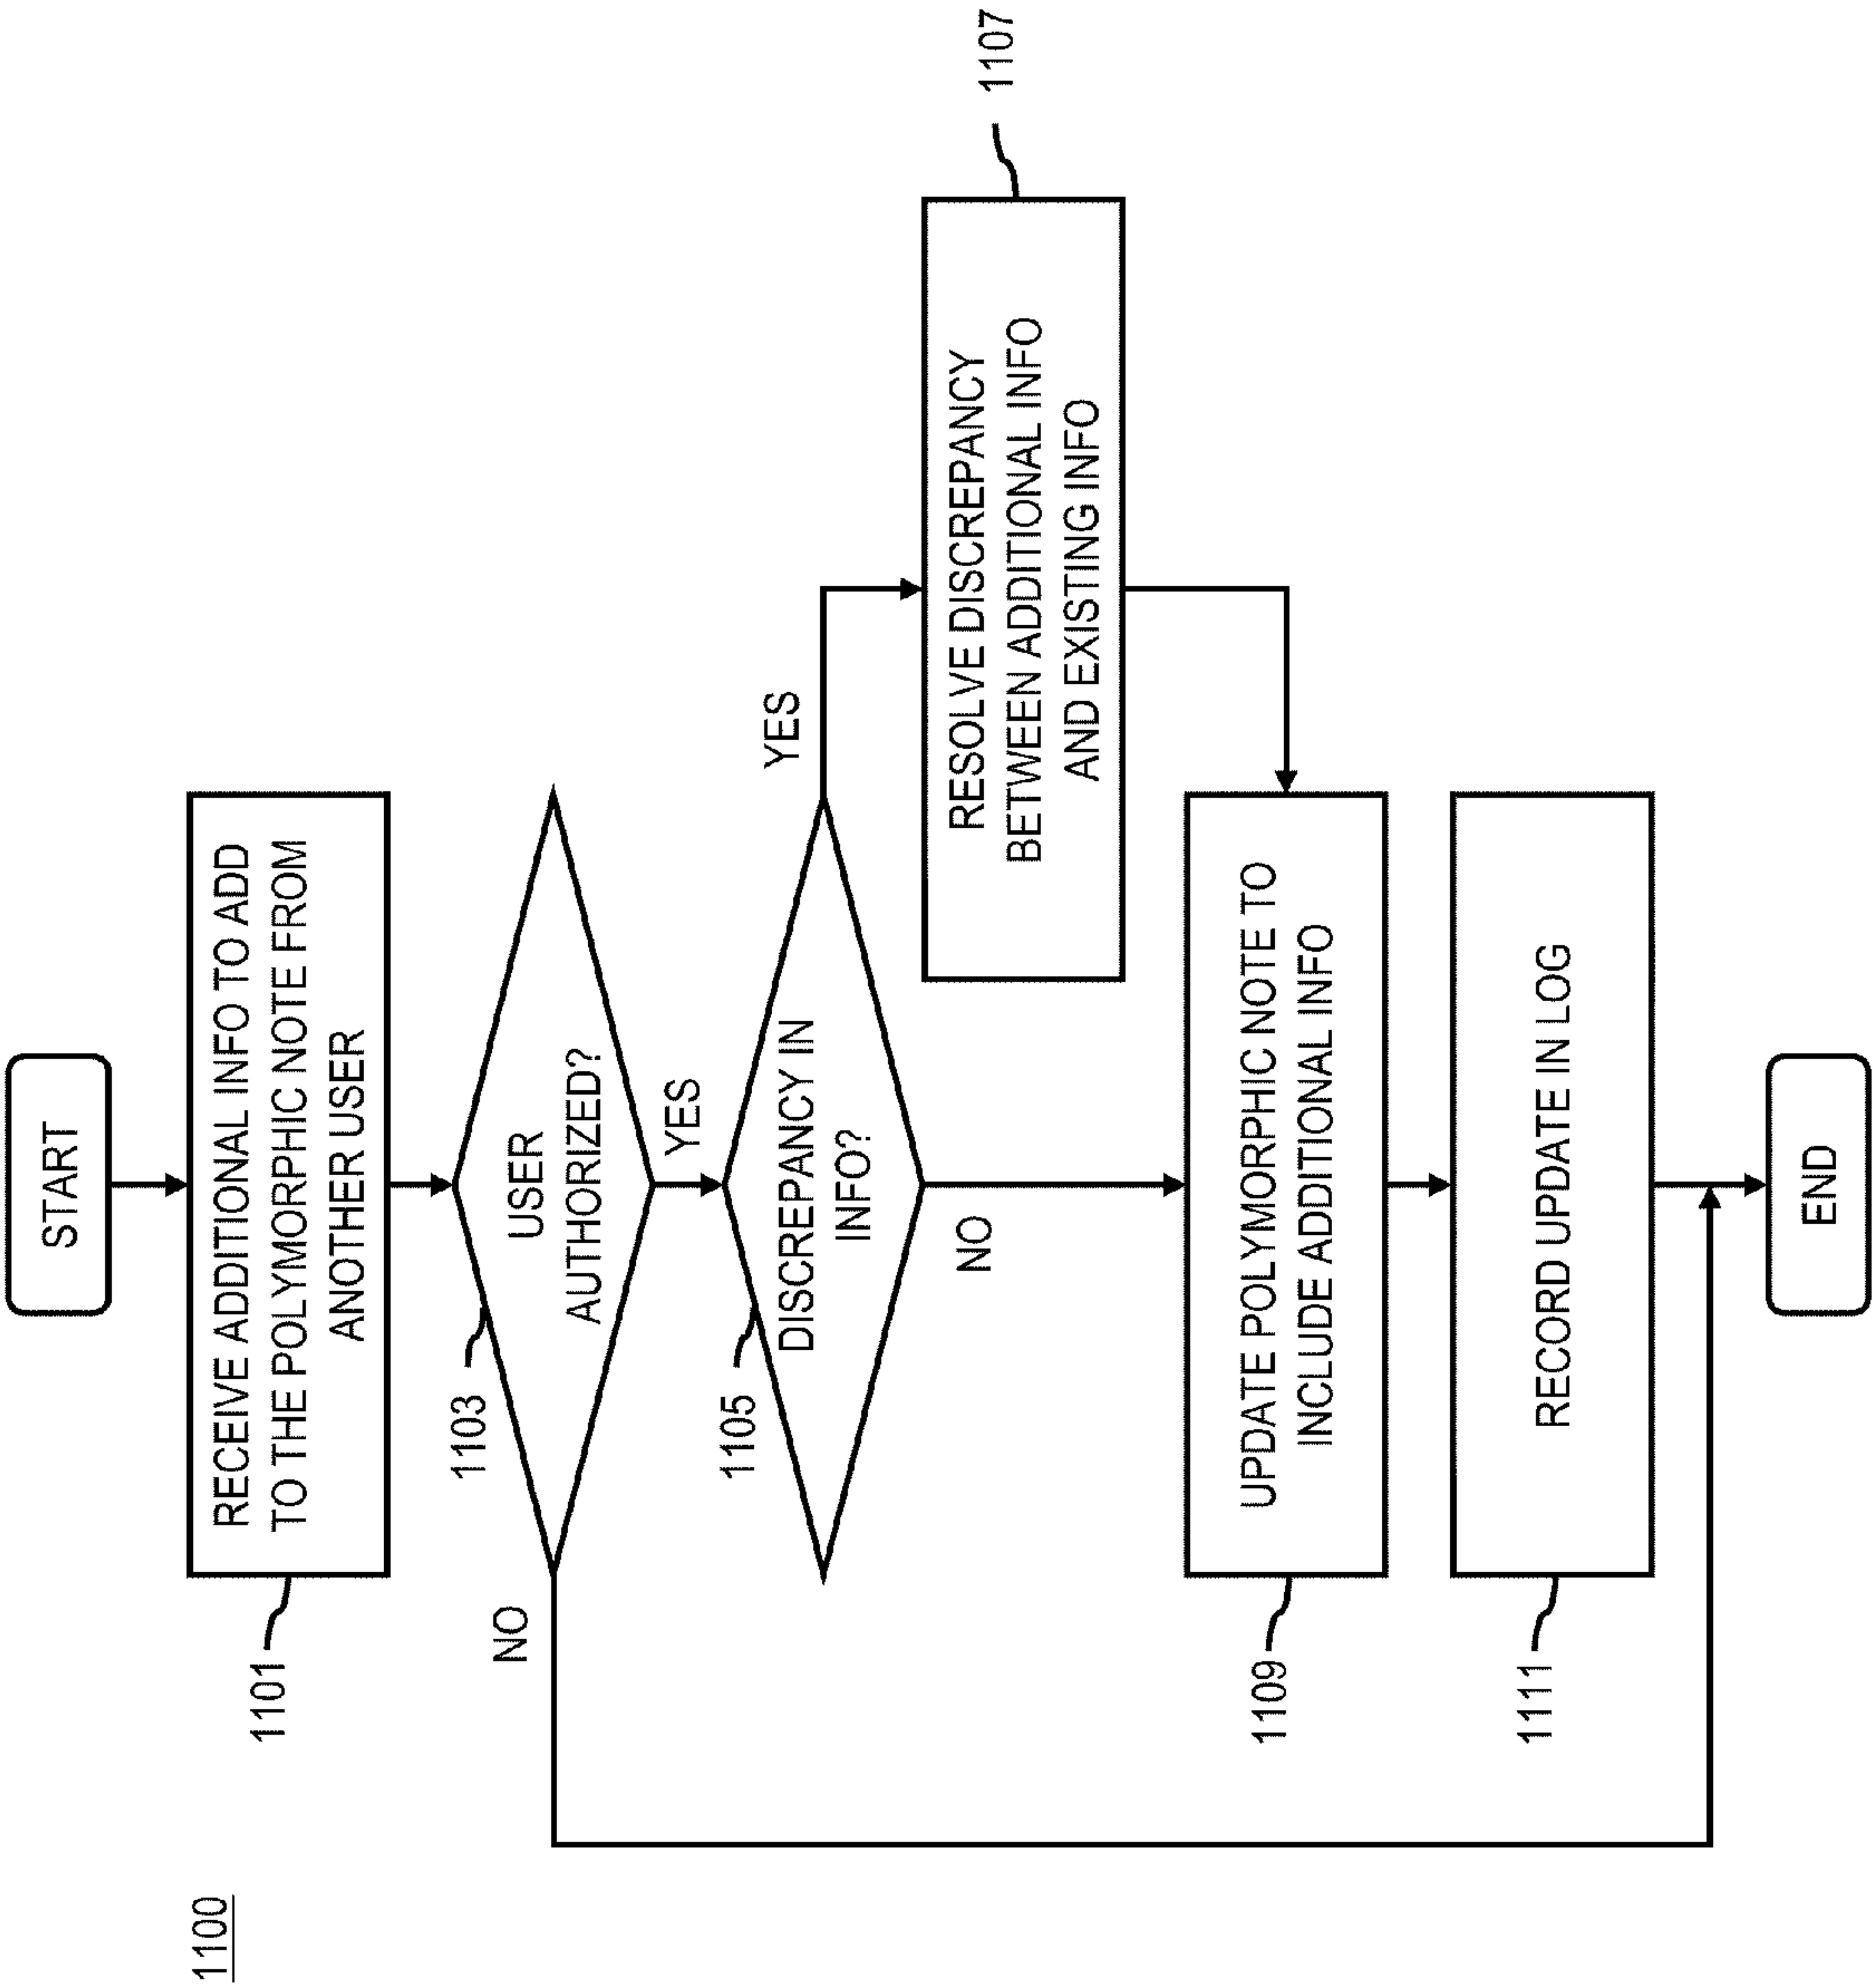 1100
START
RECEIVE ADDITIONAL INFO TO ADD
TO THE POLYMORPHIC NOTE FROM
ANOTHER USER
1101
USER
AUTHORIZED?
1103
NO
YES
DISCREPANCY IN
INFO?
1105
YES
NO
RESOLVE DISCREPANCY
BETWEEN ADDITIONAL INFO
AND EXISTING INFO
1107
UPDATE POLYMORPHIC NOTE TO
INCLUDE ADDITIONAL INFO
1109
RECORD UPDATE IN LOG
1111
END